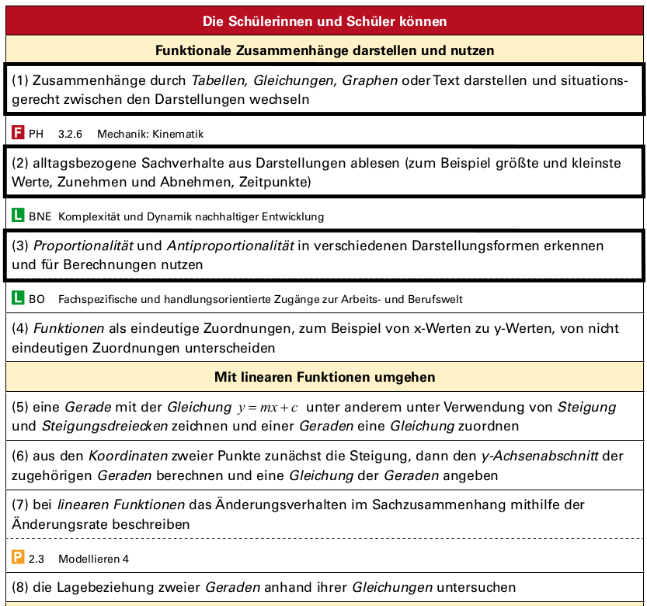 Die Schülerinnen und Schüler können
Funktionale Zusammenhänge darstellen und nutzen
(1) Zusammenhänge durch Tabellen, Gleichungen, Graphen oder Text darstellen und situations-
gerecht zwischen den Darstellungen wechseln
F PH 3.2.6 Mechanik: Kinematik
(2) alltagsbezogene Sachverhalte aus Darstellungen ablesen (zum Beispiel größte und kleinste
Werte, Zunehmen und Abnehmen, Zeitpunkte)
L BNE Komplexität und Dynamik nachhaltiger Entwicklung
(3) Proportionalität und Antiproportionalität in verschiedenen Darstellungsformen erkennen
und für Berechnungen nutzen
L BO Fachspezifische und handlungsorientierte Zugänge zur Arbeits- und Berufswelt
(4) Funktionen als eindeutige Zuordnungen, zum Beispiel von x-Werten zu y-Werten, von nicht
eindeutigen Zuordnungen unterscheiden
Mit linearen Funktionen umgehen
(5) eine Gerade mit der Gleichung y = mx + c unter anderem unter Verwendung von Steigung
und Steigungsdreiecken zeichnen und einer Geraden eine Gleichung zuordnen
(6) aus den Koordinaten zweier Punkte zunächst die Steigung, dann den y-Achsenabschnitt der
zugehörigen Geraden berechnen und eine Gleichung der Geraden angeben
(7) bei linearen Funktionen das Änderungsverhalten im Sachzusammenhang mithilfe der
Änderungsrate beschreiben
P 2.3 Modellieren 4
(8) die Lagebeziehung zweier Geraden anhand ihrer Gleichungen untersuchen